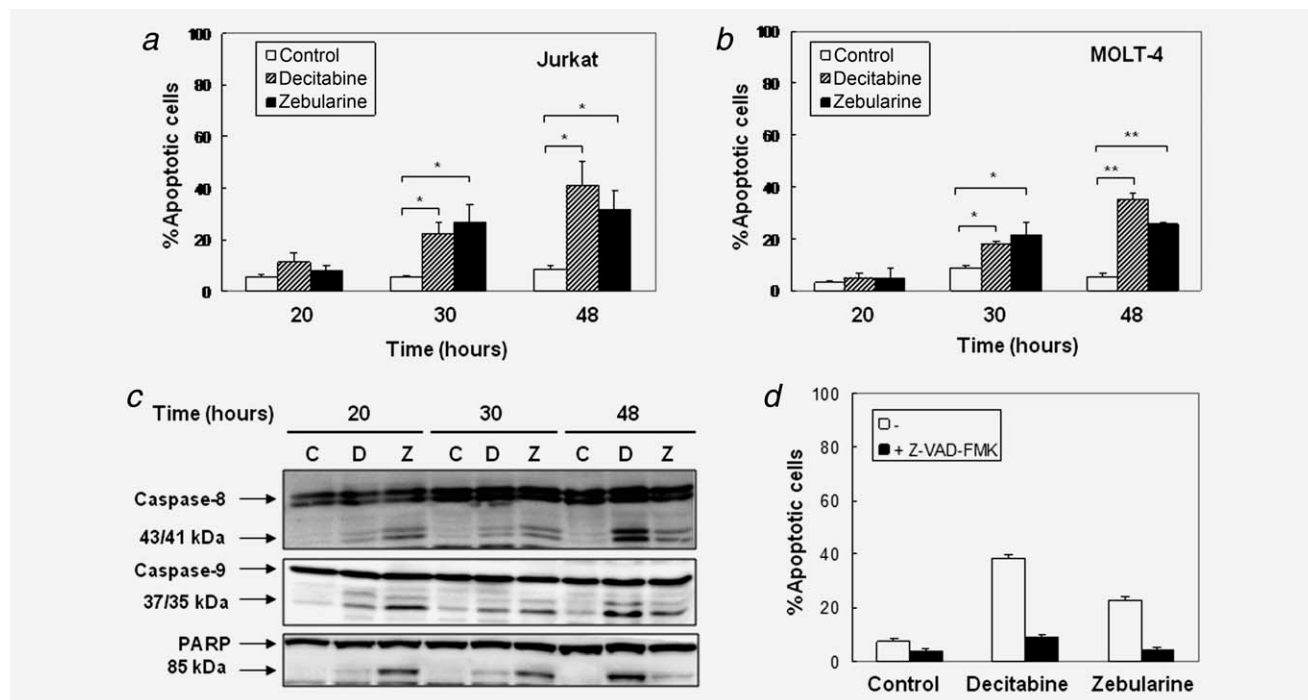 a
Jurkat
Control
Decitabine
Zebularine
%Apoptotic cells
100
80
60
40
20
0
* * * *
20 30 48
Time (hours)
b
MOLT-4
Control
Decitabine
Zebularine
%Apoptotic cells
100
80
60
40
20
0
* * ** **
20 30 48
Time (hours)
c
Time (hours) 20 30 48
C D Z C D Z C D Z
Caspase-8
43/41 kDa
Caspase-9
37/35 kDa
PARP
85 kDa
d
-
+ Z-VAD-FMK
%Apoptotic cells
100
80
60
40
20
0
Control Decitabine Zebularine